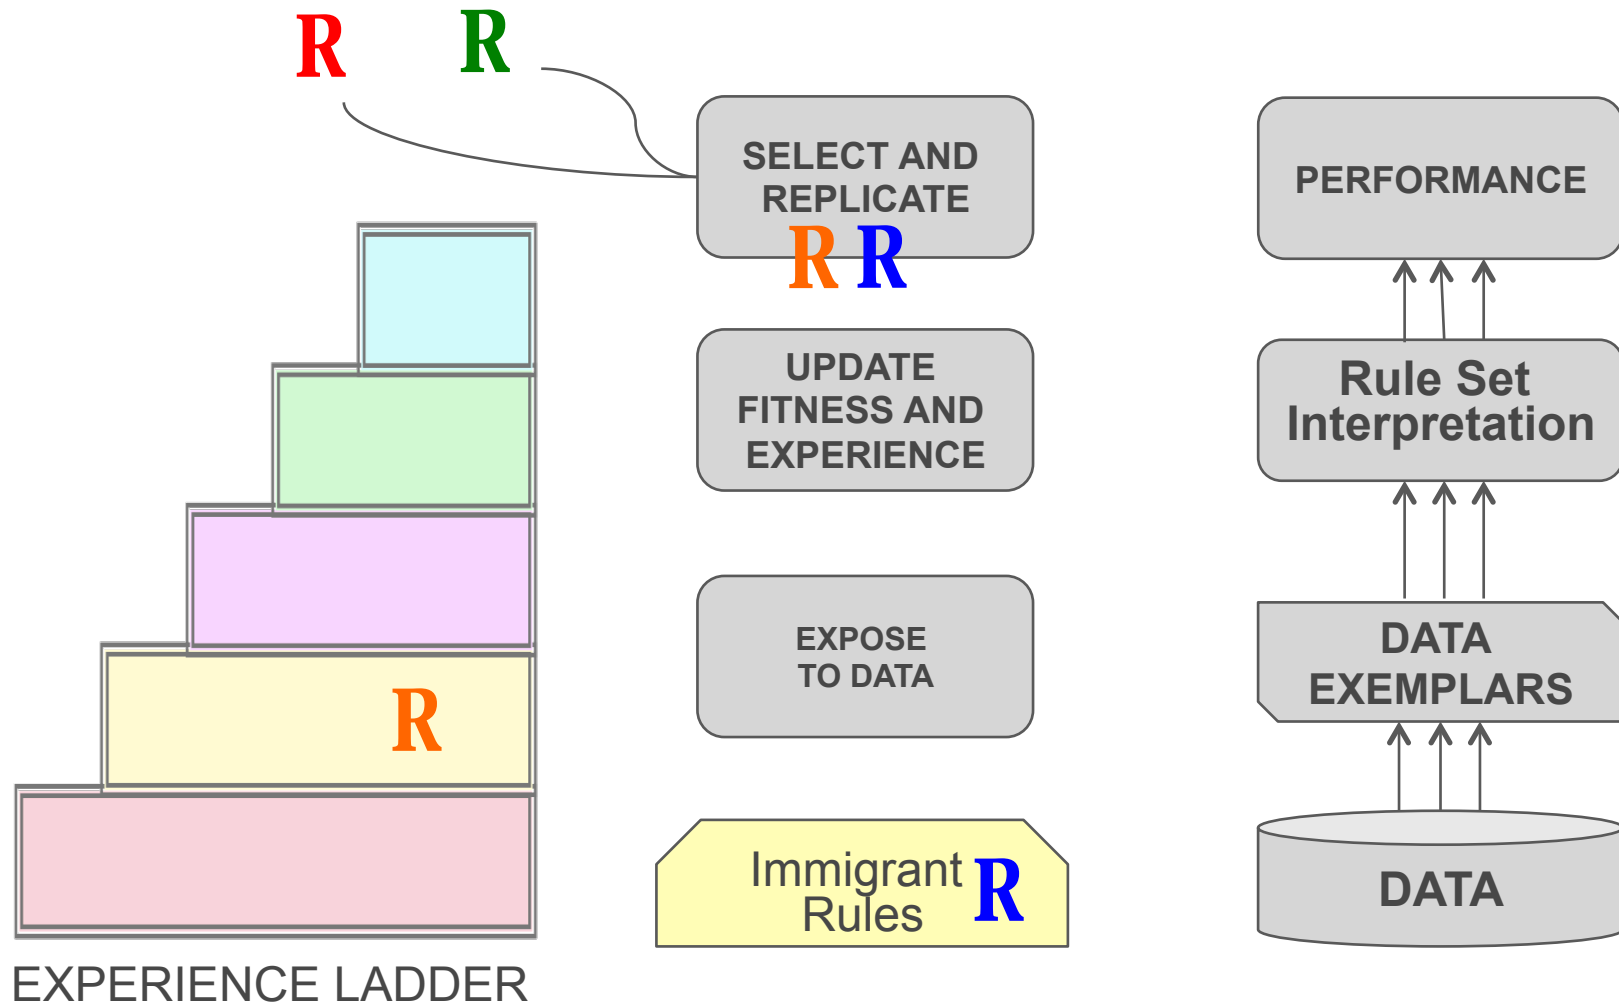 R
R
SELECT AND
REPLICATE
R R
UPDATE
FITNESS AND
EXPERIENCE
EXPOSE
TO DATA
R
Immigrant
Rules
R
EXPERIENCE LADDER
PERFORMANCE
Rule Set
Interpretation
DATA
EXEMPLARS
DATA